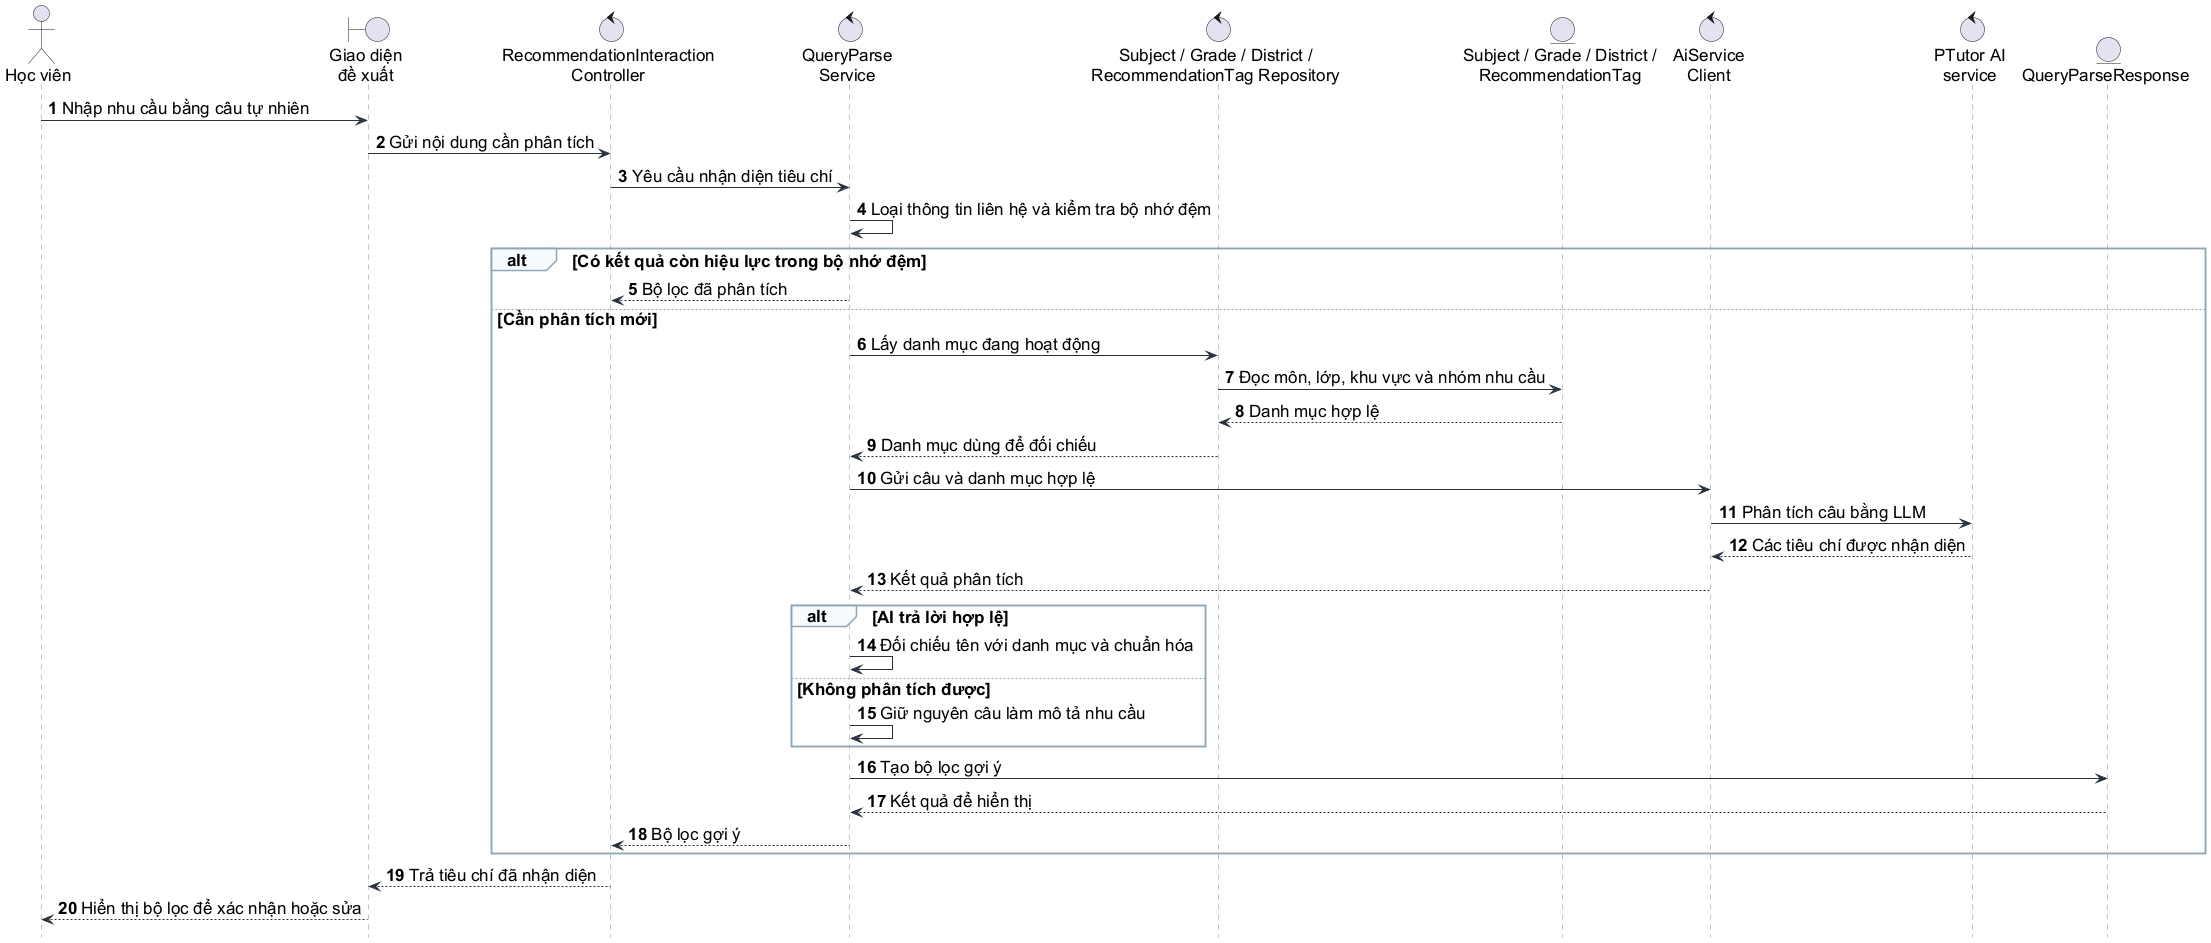 Học viên
Giao diện
đề xuất
RecommendationInteraction
Controller
QueryParse
Service
Subject / Grade / District /
RecommendationTag Repository
Subject / Grade / District /
RecommendationTag
AiService
Client
PTutor AI
service
QueryParseResponse
1 Nhập nhu cầu bằng câu tự nhiên
2 Gửi nội dung cần phân tích
3 Yêu cầu nhận diện tiêu chí
4 Loại thông tin liên hệ và kiểm tra bộ nhớ đệm
alt [Có kết quả còn hiệu lực trong bộ nhớ đệm]
5 Bộ lọc đã phân tích
[Cần phân tích mới]
6 Lấy danh mục đang hoạt động
7 Đọc môn, lớp, khu vực và nhóm nhu cầu
8 Danh mục hợp lệ
9 Danh mục dùng để đối chiếu
10 Gửi câu và danh mục hợp lệ
11 Phân tích câu bằng LLM
12 Các tiêu chí được nhận diện
13 Kết quả phân tích
alt [AI trả lời hợp lệ]
14 Đối chiếu tên với danh mục và chuẩn hóa
[Không phân tích được]
15 Giữ nguyên câu làm mô tả nhu cầu
16 Tạo bộ lọc gợi ý
17 Kết quả để hiển thị
18 Bộ lọc gợi ý
19 Trả tiêu chí đã nhận diện
20 Hiển thị bộ lọc để xác nhận hoặc sửa